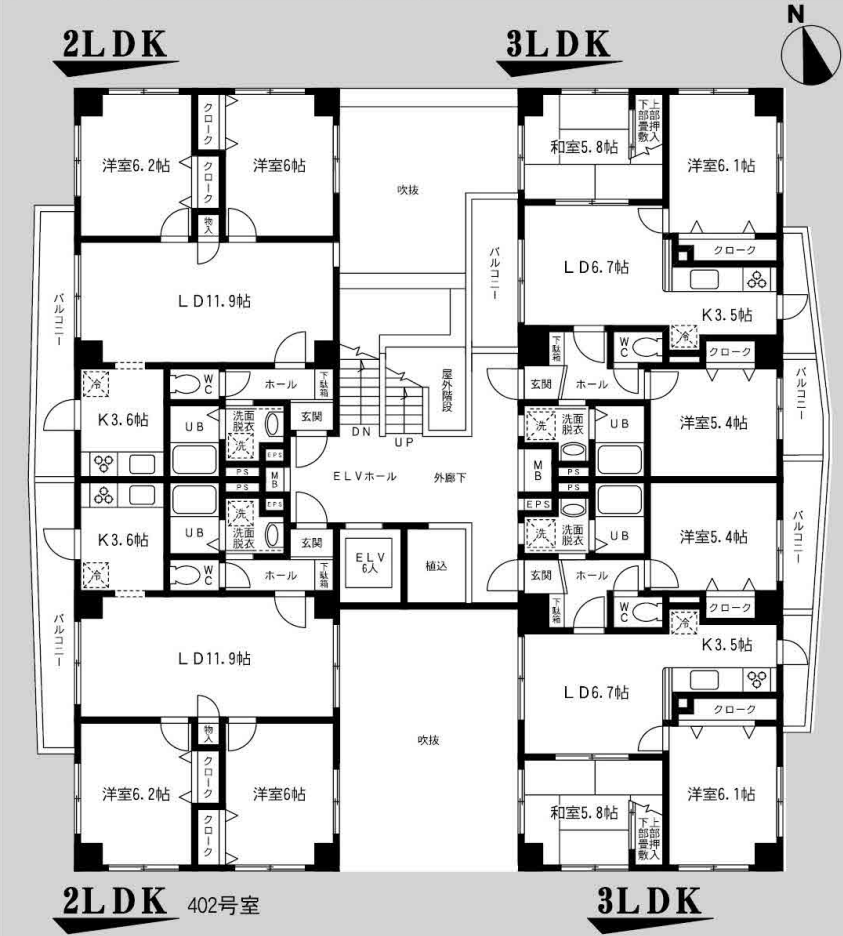 N
2LDK
3LDK
洋室6.2帖
クローク
クローク
物入
洋室6帖
吹抜
和室5.8帖
上部押入
下部畳敷
洋室6.1帖
クローク
バルコニー
LD11.9帖
バルコニー
LD6.7帖
K3.5帖
冷
WC
クローク
冷
K3.6帖
WC
ホール
下駄箱
玄関
UB
洗面
脱衣
洗
EPS
PS
MB
DN
UP
屋外階段
下駄箱
玄関
ホール
洗
洗面
脱衣
UB
洋室5.4帖
バルコニー
MB
PS
ELVホール
外廊下
K3.6帖
冷
UB
PS
EPS
洗
洗面
脱衣
WC
ホール
玄関
下駄箱
ELV
6人
植込
PS
EPS
洗
洗面
脱衣
UB
洋室5.4帖
バルコニー
玄関
ホール
下駄箱
WC
クローク
冷
K3.5帖
バルコニー
LD11.9帖
LD6.7帖
クローク
物入
洋室6.2帖
クローク
クローク
洋室6帖
吹抜
和室5.8帖
上部押入
下部畳敷
洋室6.1帖
2LDK 402号室
3LDK